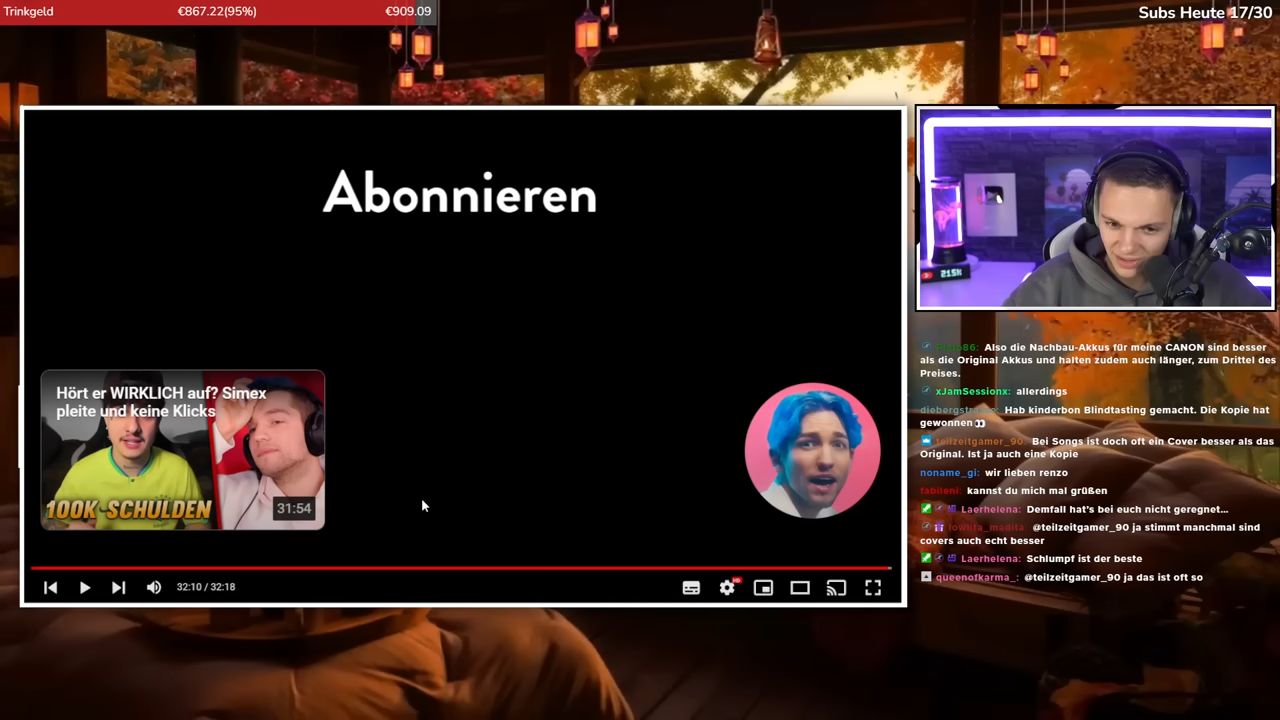 Trinkgeld €867.22(95%) €909.09
Subs Heute 17/30
Abonnieren
Hört er WIRKLICH auf? Simex
pleite und keine Klicks
100K SCHULDEN
31:54
32:10 / 32:18
HD
215K
Also die Nachbau-Akkus für meine CANON sind besser
als die Original Akkus und halten zudem auch länger, zum Drittel des
Preises.
xJamSessionx: allerdings
Hab kinderbon Blindtasting gemacht. Die Kopie hat
gewonnen
teilzeitgamer_90 Bei Songs ist doch oft ein Cover besser als das
Original. Ist ja auch eine Kopie
noname_gi: wir lieben renzo
kannst du mich mal grüßen
Laerhelena: Demfall hat's bei euch nicht geregnet...
@teilzeitgamer_90 ja stimmt manchmal sind
covers auch echt besser
Laerhelena: Schlumpf ist der beste
queenofkarma_: @teilzeitgamer_90 ja das ist oft so